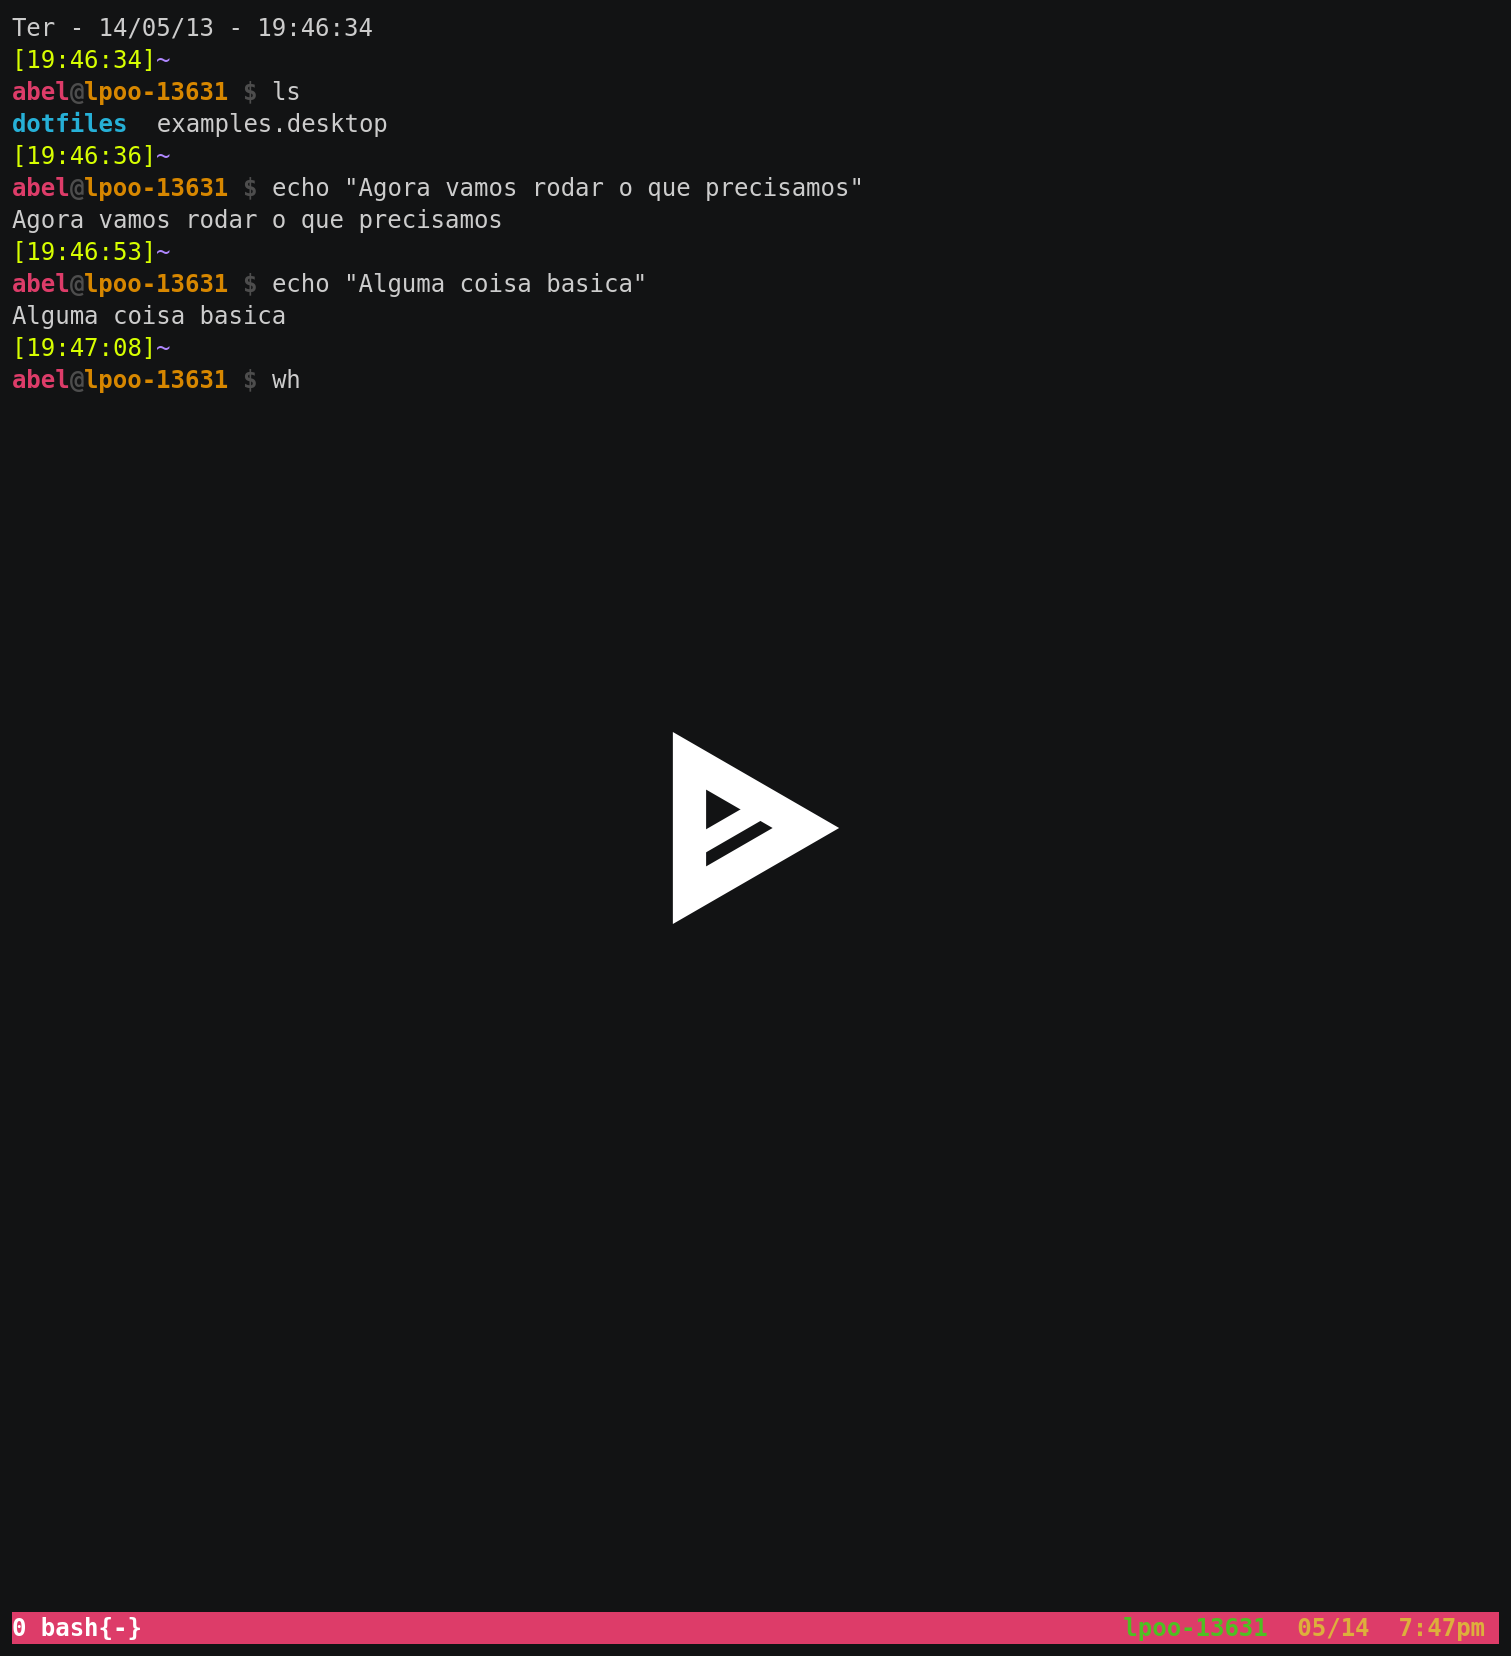 Ter - 14/05/13 - 19:46:34
[19:46:34]~
abel@lpoo-13631 $ ls
dotfiles  examples.desktop
[19:46:36]~
abel@lpoo-13631 $ echo "Agora vamos rodar o que precisamos"
Agora vamos rodar o que precisamos
[19:46:53]~
abel@lpoo-13631 $ echo "Alguma coisa basica"
Alguma coisa basica
[19:47:08]~
abel@lpoo-13631 $ wh
0 bash{-} lpoo-13631  05/14  7:47pm